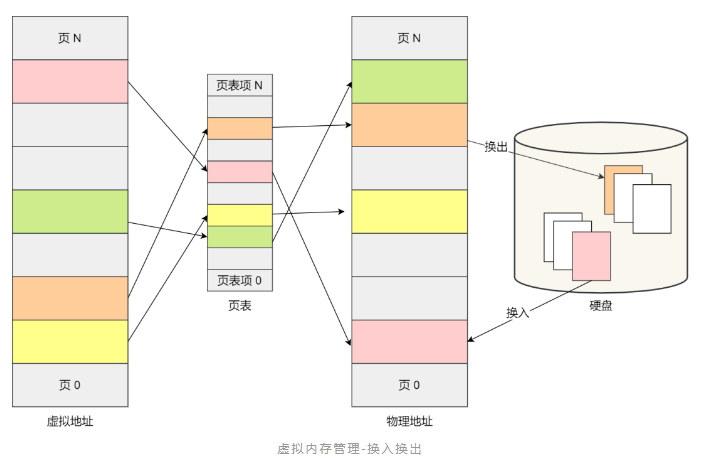 页 N
页表项 N
页表项 0
页表
页 0
虚拟地址
页 N
页 0
物理地址
换出
换入
硬盘
虚拟内存管理-换入换出